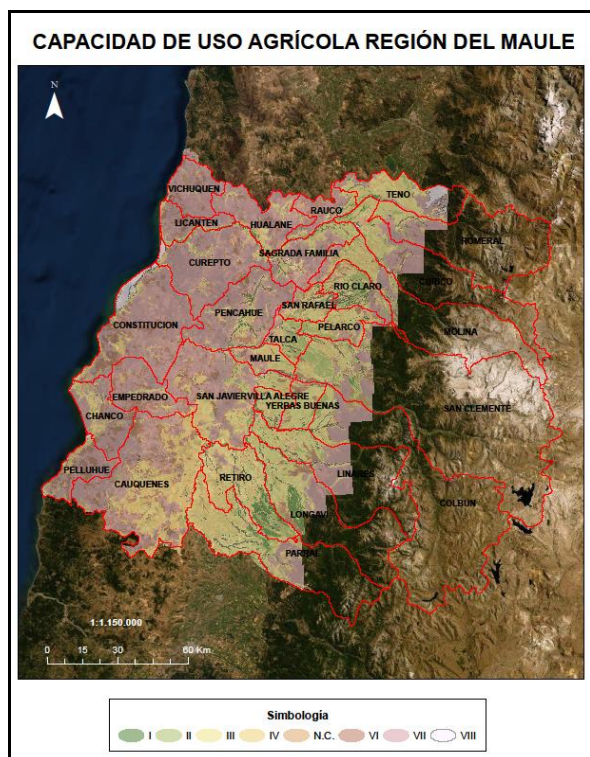 CAPACIDAD DE USO AGRÍCOLA REGIÓN DEL MAULE
N
VICHUQUEN
TENO
RAUCO
LICANTEN
HUALANE
ROMERAL
SAGRADA FAMILIA
CUREPTO
CURICO
RIO CLARO
SAN RAFAEL
PENCAHUE
CONSTITUCION
PELARCO
MOLINA
TALCA
MAULE
EMPEDRADO
SAN JAVIER
VILLA ALEGRE
YERBAS BUENAS
SAN CLEMENTE
CHANCO
PELLUHUE
CAUQUENES
RETIRO
LINARES
COLBUN
LONGAVI
PARRAL
1:1.150.000
0 15 30 60 Km
Simbología
I II III IV N.C. VI VII VIII